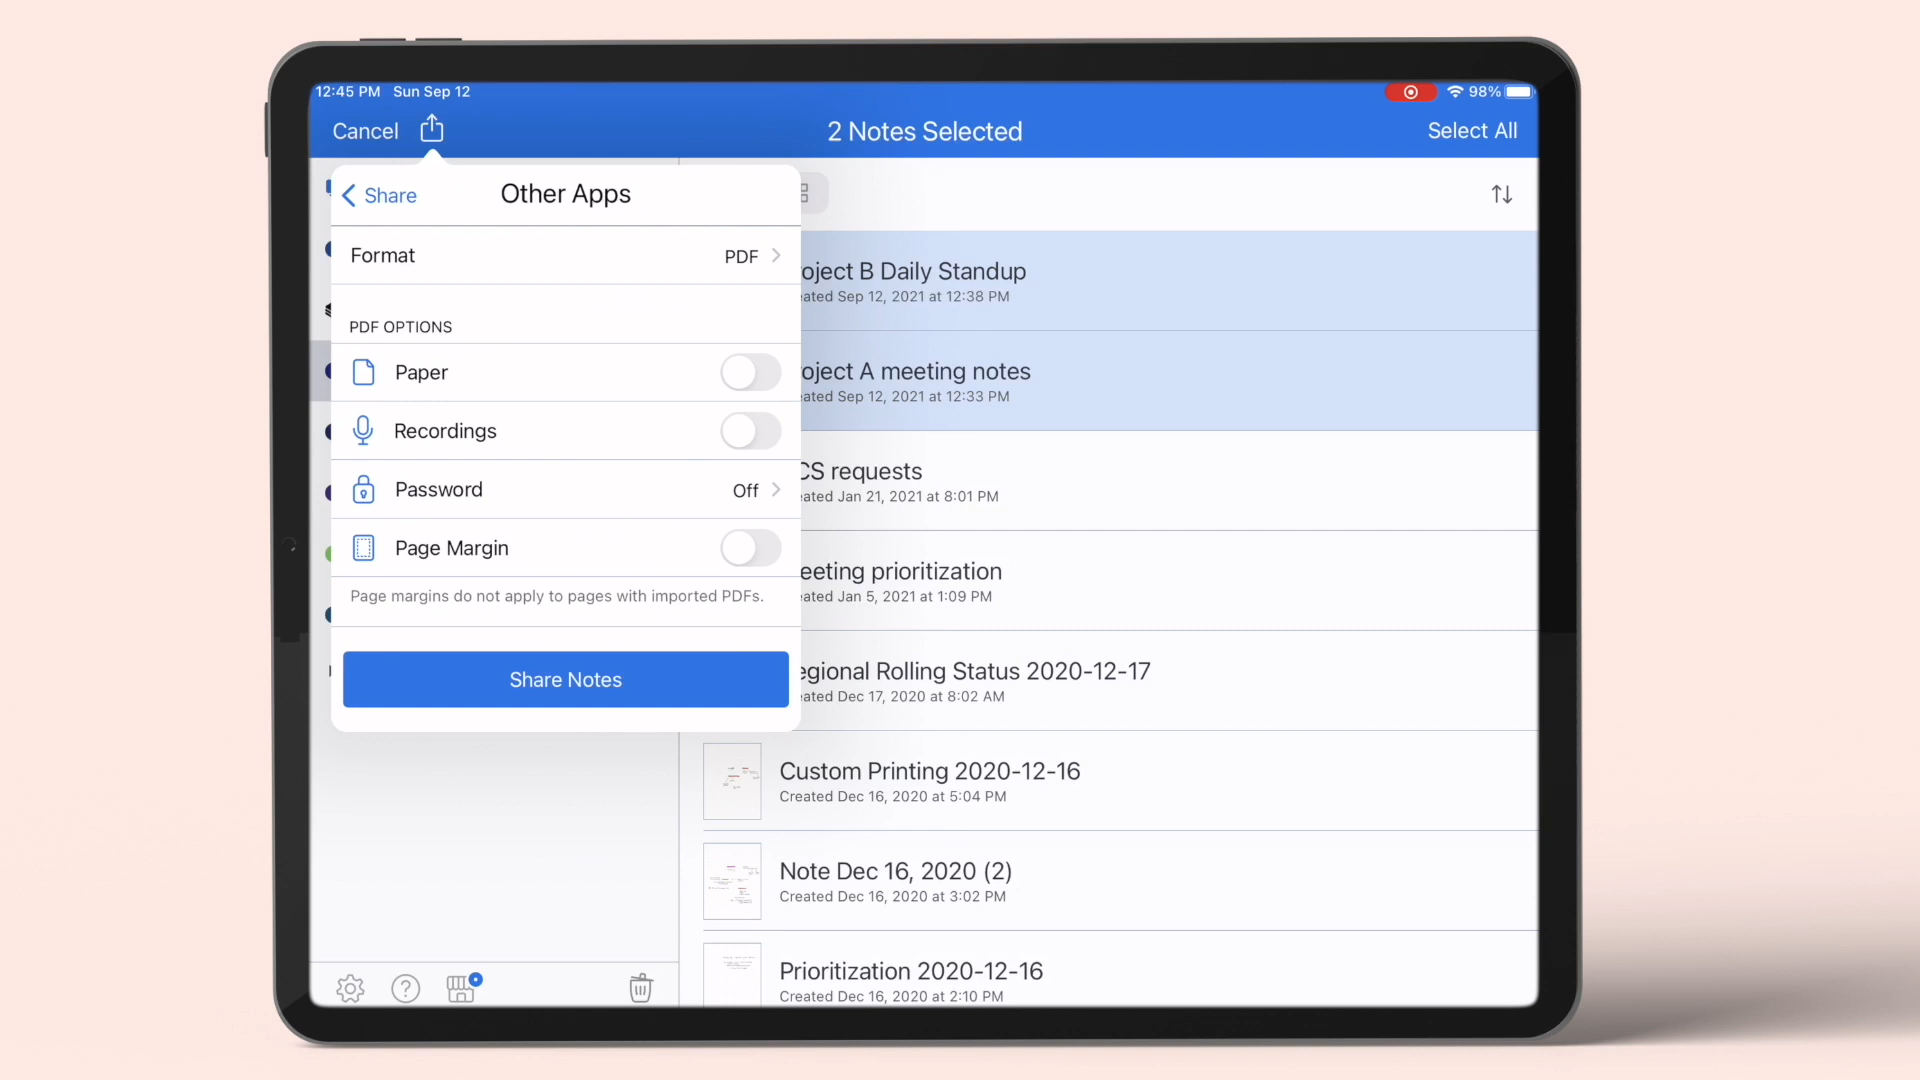 12:45 PM Sun Sep 12
98%
Cancel
2 Notes Selected
Select All
Share
Other Apps
Format
PDF
PDF OPTIONS
Paper
Recordings
Password
Off
Page Margin
Page margins do not apply to pages with imported PDFs.
Share Notes
oject B Daily Standup
ated Sep 12, 2021 at 12:38 PM
oject A meeting notes
ated Sep 12, 2021 at 12:33 PM
CS requests
ated Jan 21, 2021 at 8:01 PM
eeting prioritization
ated Jan 5, 2021 at 1:09 PM
egional Rolling Status 2020-12-17
ated Dec 17, 2020 at 8:02 AM
Custom Printing 2020-12-16
Created Dec 16, 2020 at 5:04 PM
Note Dec 16, 2020 (2)
Created Dec 16, 2020 at 3:02 PM
Prioritization 2020-12-16
Created Dec 16, 2020 at 2:10 PM